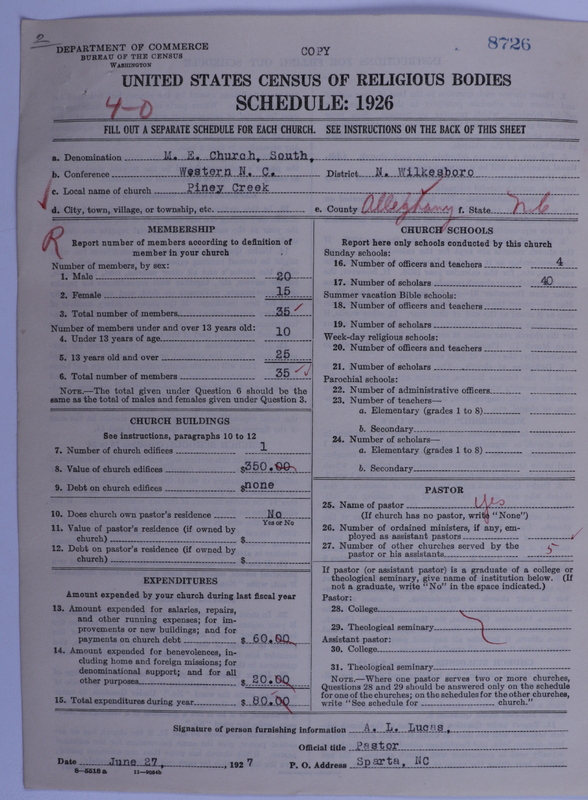 DEPARTMENT OF COMMERCE
BUREAU OF THE CENSUS
WASHINGTON
COPY
8726
UNITED STATES CENSUS OF RELIGIOUS BODIES
4-0
SCHEDULE: 1926
FILL OUT A SEPARATE SCHEDULE FOR EACH CHURCH. SEE INSTRUCTIONS ON THE BACK OF THIS SHEET
a. Denomination M. E. Church, South,
b. Conference Western N. C. District N. Wilkesboro
c. Local name of church Piney Creek
d. City, town, village, or township, etc. e. County Alleghany f. State NC
R
MEMBERSHIP
Report number of members according to definition of
member in your church
Number of members, by sex:
1. Male 20
2. Female 15
3. Total number of members 35
Number of members under and over 13 years old:
4. Under 13 years of age 10
5. 13 years old and over 25
6. Total number of members 35
NOTE.—The total given under Question 6 should be the
same as the total of males and females given under Question 3.
CHURCH BUILDINGS
See instructions, paragraphs 10 to 12
7. Number of church edifices 1
8. Value of church edifices $350.00
9. Debt on church edifices $none
10. Does church own pastor's residence No
Yes or No
11. Value of pastor's residence (if owned by
church) $
12. Debt on pastor's residence (if owned by
church) $
EXPENDITURES
Amount expended by your church during last fiscal year
13. Amount expended for salaries, repairs,
and other running expenses; for im-
provements or new buildings; and for
payments on church debt $ 60.00
14. Amount expended for benevolences, in-
cluding home and foreign missions; for
denominational support; and for all
other purposes $ 20.00
15. Total expenditures during year $ 80.00
CHURCH SCHOOLS
Report here only schools conducted by this church
Sunday schools:
16. Number of officers and teachers 4
17. Number of scholars 40
Summer vacation Bible schools:
18. Number of officers and teachers
19. Number of scholars
Week-day religious schools:
20. Number of officers and teachers
21. Number of scholars
Parochial schools:
22. Number of administrative officers
23. Number of teachers—
a. Elementary (grades 1 to 8)
b. Secondary
24. Number of scholars—
a. Elementary (grades 1 to 8)
b. Secondary
PASTOR
25. Name of pastor yes
(If church has no pastor, write "None")
26. Number of ordained ministers, if any, em-
ployed as assistant pastors
27. Number of other churches served by the
pastor or his assistants 5
If pastor (or assistant pastor) is a graduate of a college or
theological seminary, give name of institution below. (If
not a graduate, write "No" in the space indicated.)
Pastor:
28. College
29. Theological seminary
Assistant pastor:
30. College
31. Theological seminary
NOTE.—Where one pastor serves two or more churches,
Questions 28 and 29 should be answered only on the schedule
for one of the churches; on the schedules for the other churches,
write "See schedule for church."
Signature of person furnishing information A. L. Lucas,
Official title Pastor
Date June 27, , 1927 P. O. Address Sparta, NC